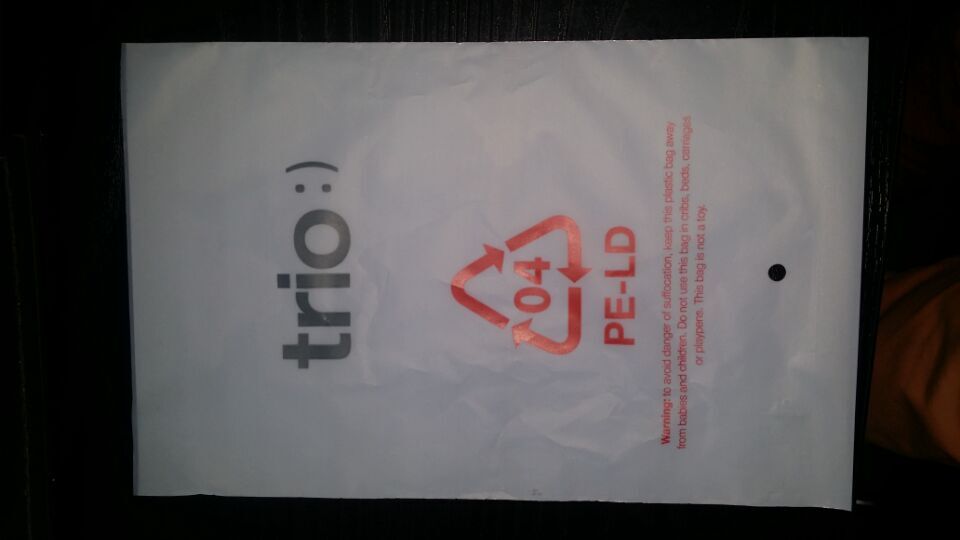 trio:)
04
PE-LD
Warning: to avoid danger of suffocation, keep this plastic bag away
from babies and children. Do not use this bag in cribs, beds, carriages
or playpens. This bag is not a toy.